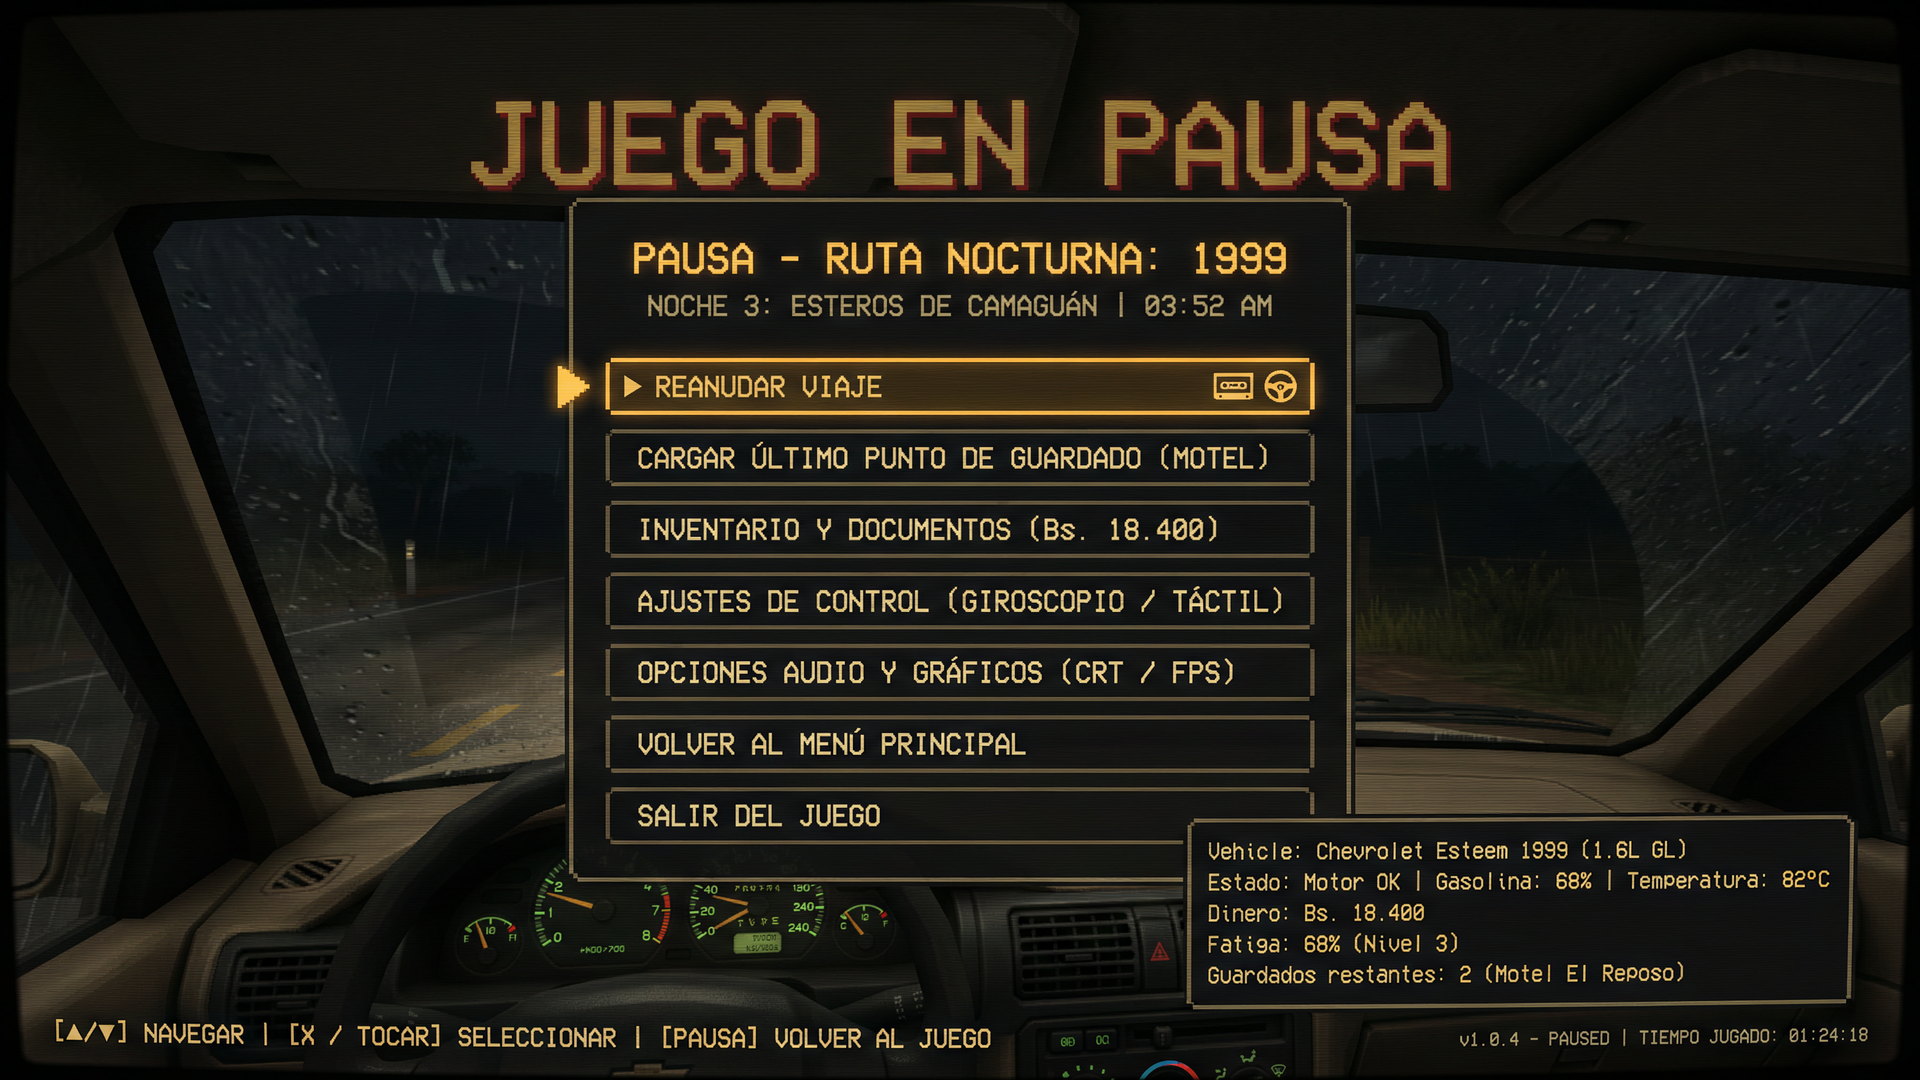 JUEGO EN PAUSA
PAUSA - RUTA NOCTURNA: 1999
NOCHE 3: ESTEROS DE CAMAGUÁN | 03:52 AM
▶ REANUDAR VIAJE
CARGAR ÚLTIMO PUNTO DE GUARDADO (MOTEL)
INVENTARIO Y DOCUMENTOS (Bs. 18.400)
AJUSTES DE CONTROL (GIROSCOPIO / TÁCTIL)
OPCIONES AUDIO Y GRÁFICOS (CRT / FPS)
VOLVER AL MENÚ PRINCIPAL
SALIR DEL JUEGO
Vehicle: Chevrolet Esteem 1999 (1.6L GL)
Estado: Motor OK | Gasolina: 68% | Temperatura: 82°C
Dinero: Bs. 18.400
Fatiga: 68% (Nivel 3)
Guardados restantes: 2 (Motel El Reposo)
[▲/▼] NAVEGAR | [X / TOCAR] SELECCIONAR | [PAUSA] VOLVER AL JUEGO
v1.0.4 - PAUSED | TIEMPO JUGADO: 01:24:18